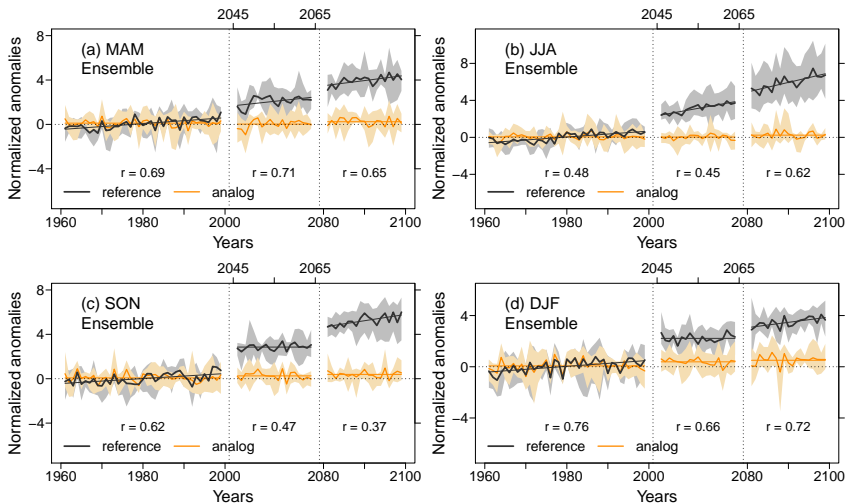 2045 2065
(a) MAM
Ensemble
Normalized anomalies
8
4
0
−4
r = 0.69 r = 0.71 r = 0.65
reference analog
1960 1980 2000 2080 2100
Years
2045 2065
(b) JJA
Ensemble
Normalized anomalies
8
4
0
−4
r = 0.48 r = 0.45 r = 0.62
reference analog
1960 1980 2000 2080 2100
Years
2045 2065
(c) SON
Ensemble
Normalized anomalies
8
4
0
−4
r = 0.62 r = 0.47 r = 0.37
reference analog
1960 1980 2000 2080 2100
Years
2045 2065
(d) DJF
Ensemble
Normalized anomalies
4
0
−4
r = 0.76 r = 0.66 r = 0.72
reference analog
1960 1980 2000 2080 2100
Years